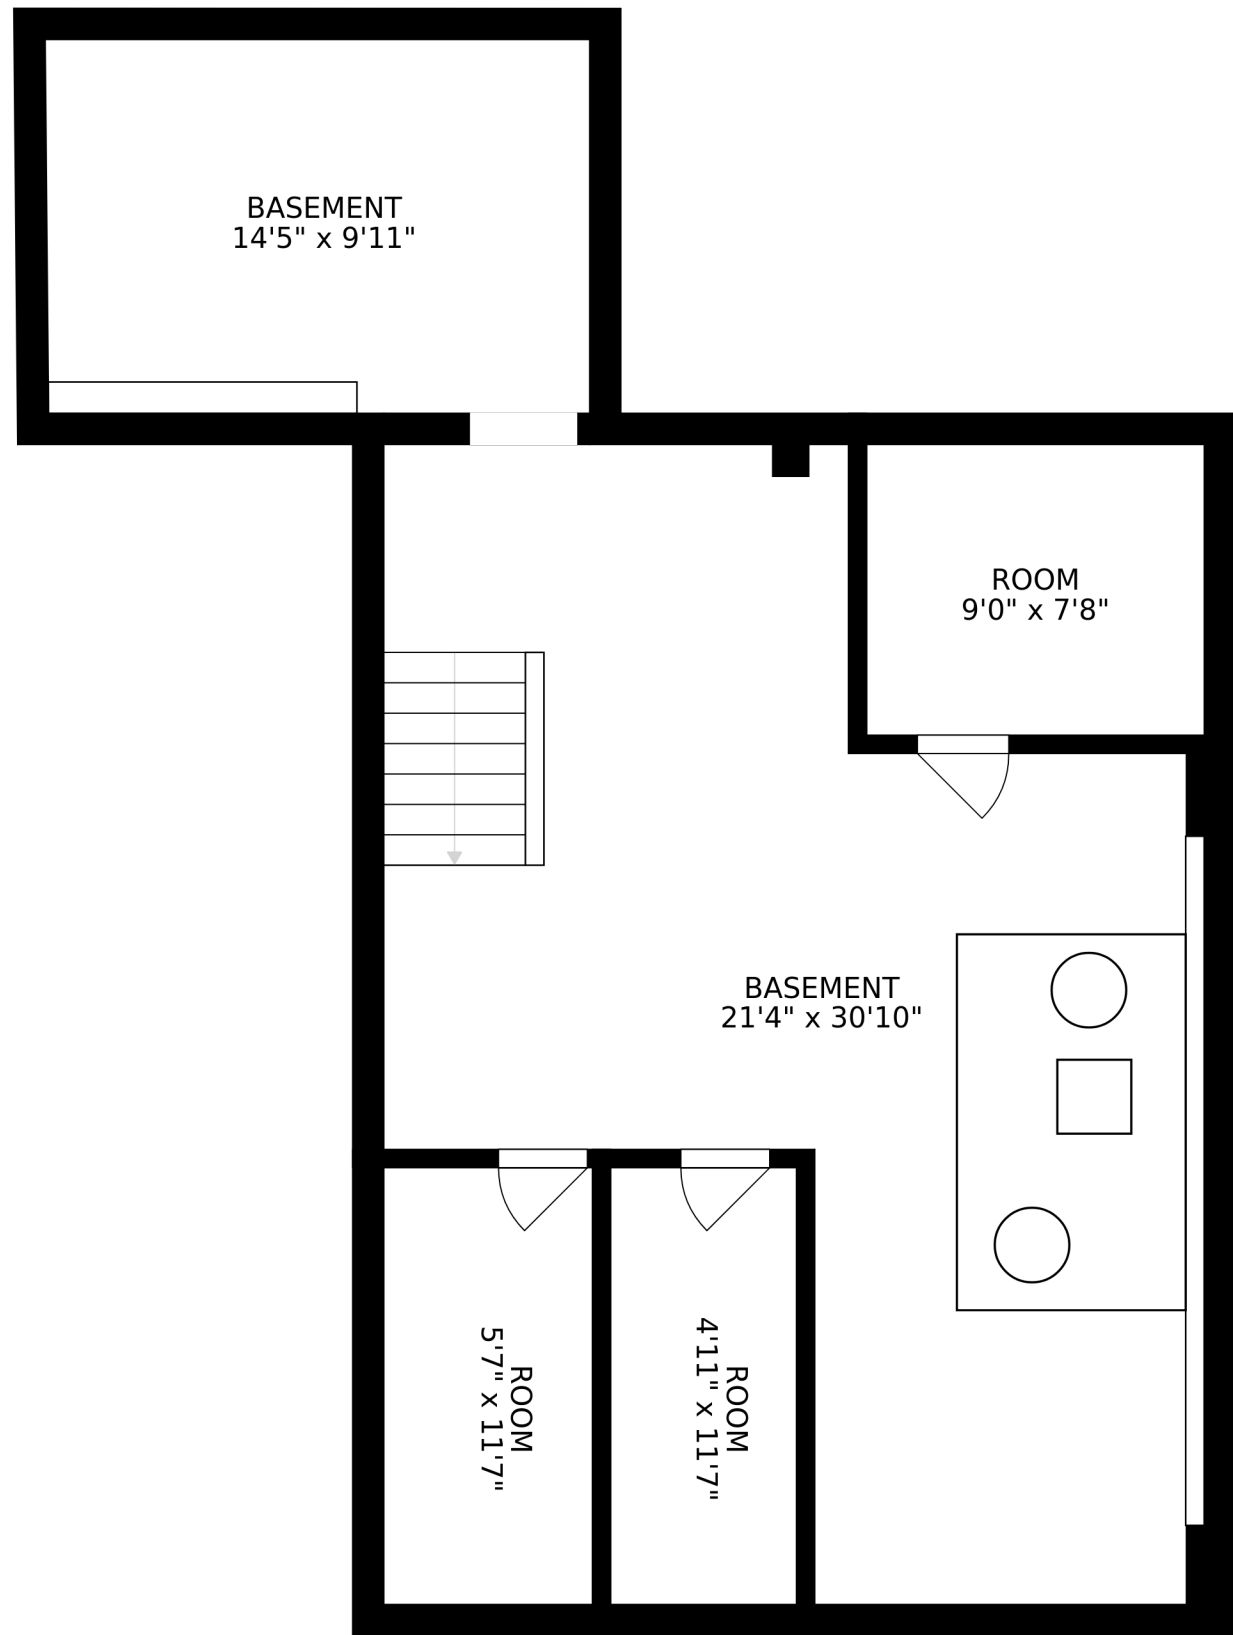 BASEMENT
14'5" x 9'11"
ROOM
9'0" x 7'8"
BASEMENT
21'4" x 30'10"
ROOM
5'7" x 11'7"
ROOM
4'11" x 11'7"